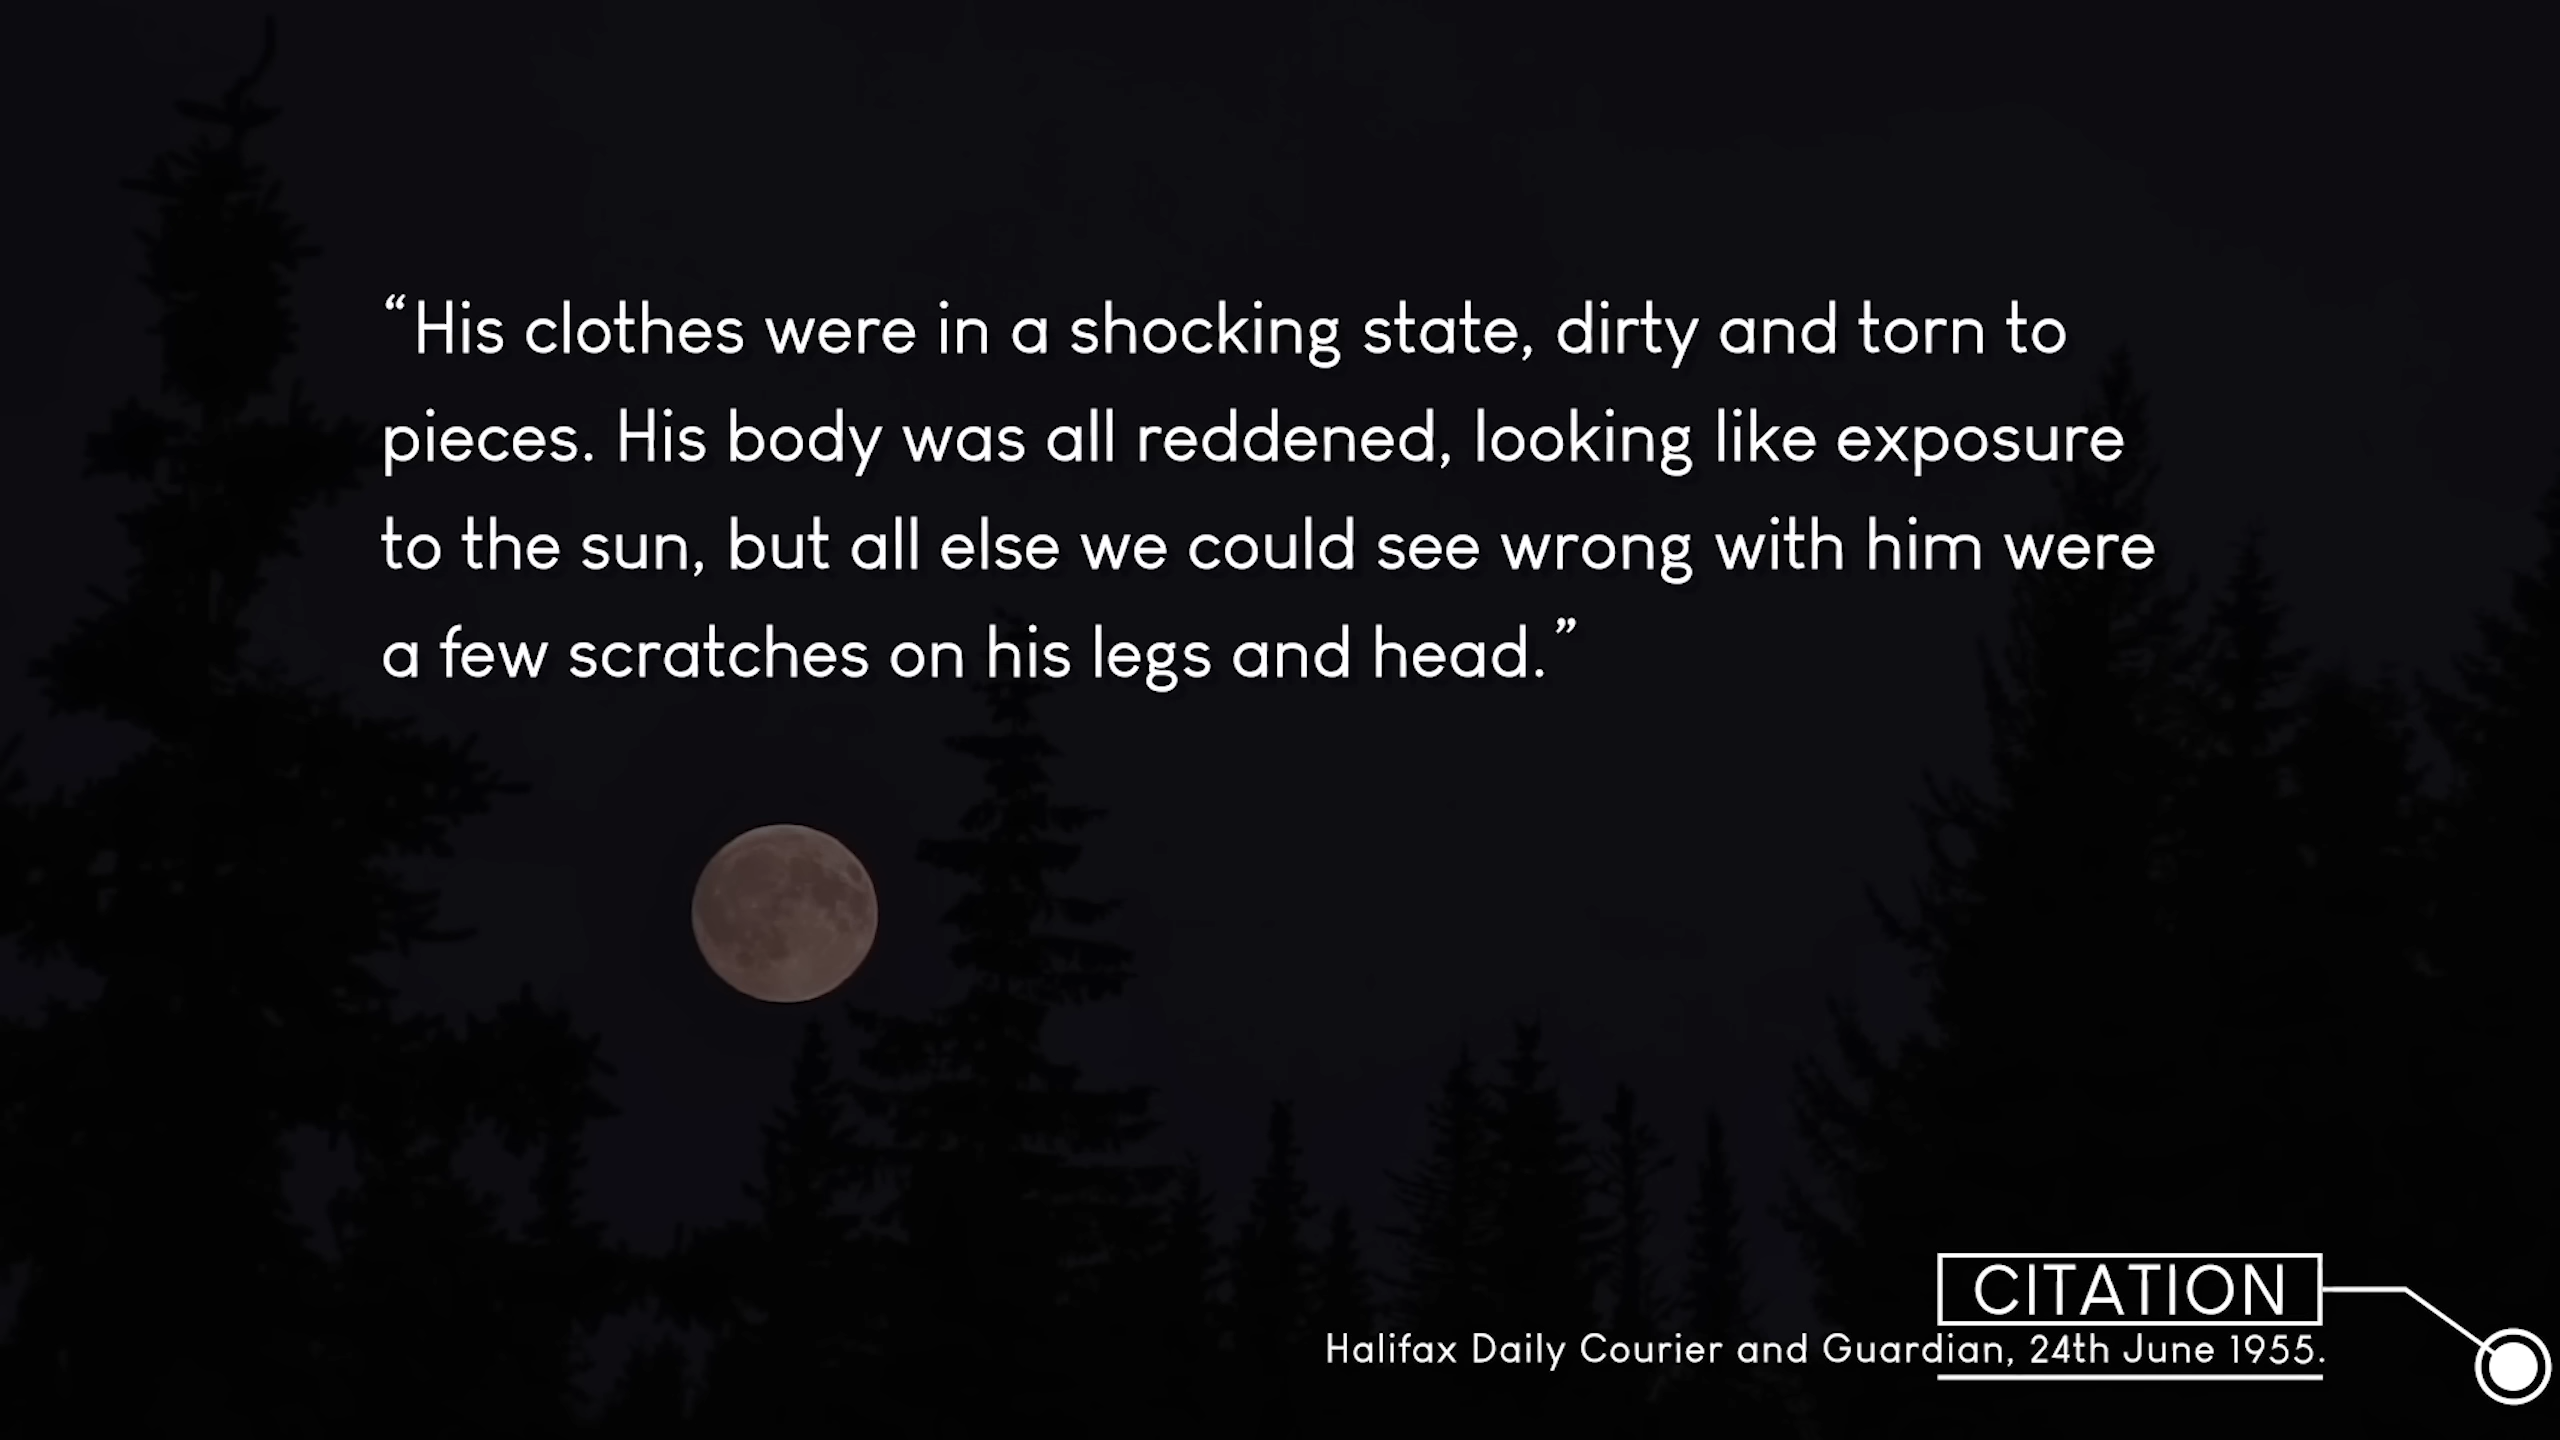 “His clothes were in a shocking state, dirty and torn to
pieces. His body was all reddened, looking like exposure
to the sun, but all else we could see wrong with him were
a few scratches on his legs and head.”
CITATION
Halifax Daily Courier and Guardian, 24th June 1955.